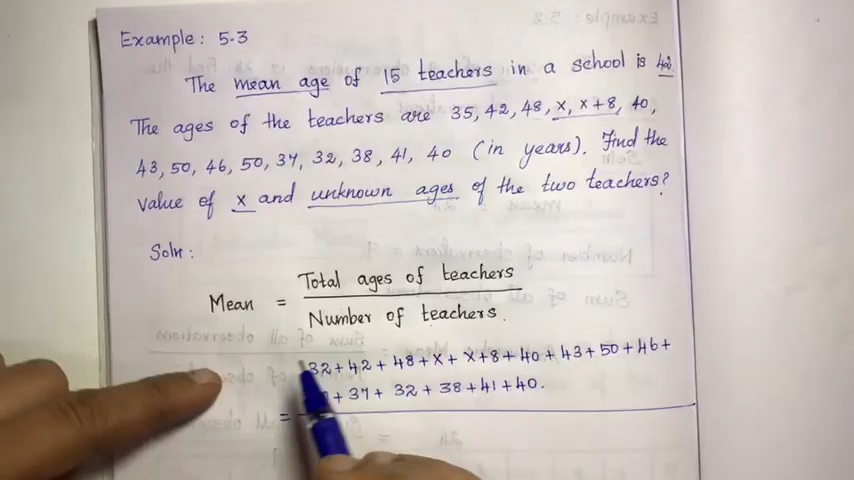 Example: 5.3
The mean age of 15 teachers in a school is 42.
The ages of the teachers are 35, 42, 48, x, x+8, 40,
43, 50, 46, 50, 37, 32, 38, 41, 40 (in years). Find the
value of x and unknown ages of the two teachers?
Soln:
Mean = Total ages of teachers
Number of teachers.
32+42+48+x+x+8+40+43+50+46+
+37+32+38+41+40.
=